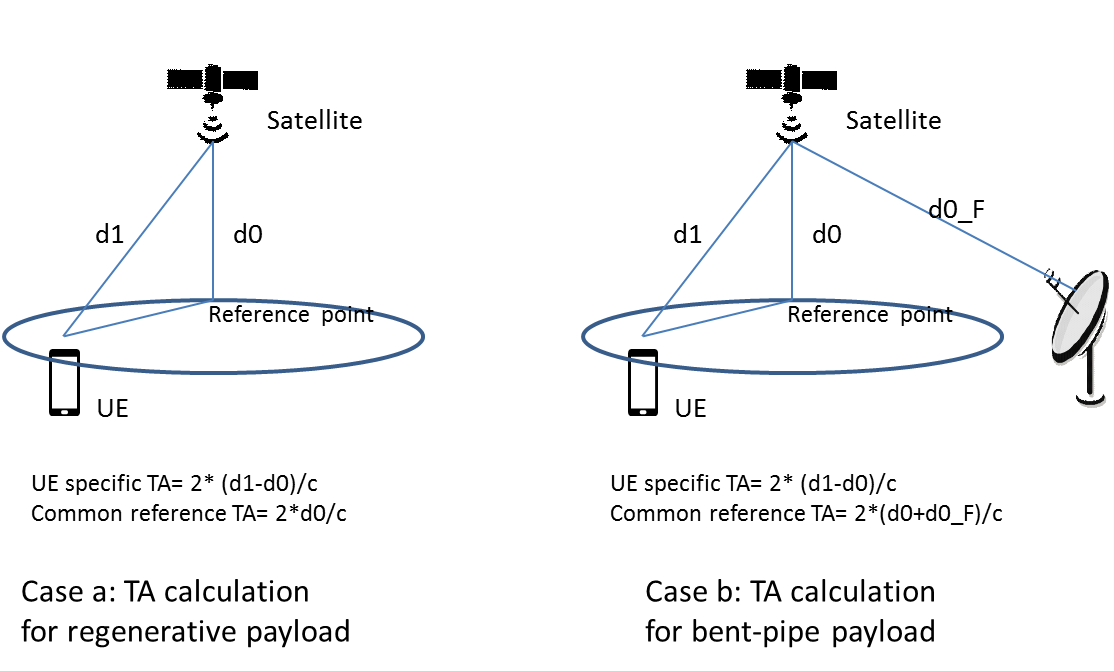 Satellite
d1
d0
Reference point
UE
UE specific TA= 2* (d1-d0)/c
Common reference TA= 2*d0/c
Case a: TA calculation
for regenerative payload
Satellite
d0_F
d1
d0
Reference point
UE
UE specific TA= 2* (d1-d0)/c
Common reference TA= 2*(d0+d0_F)/c
Case b: TA calculation
for bent-pipe payload